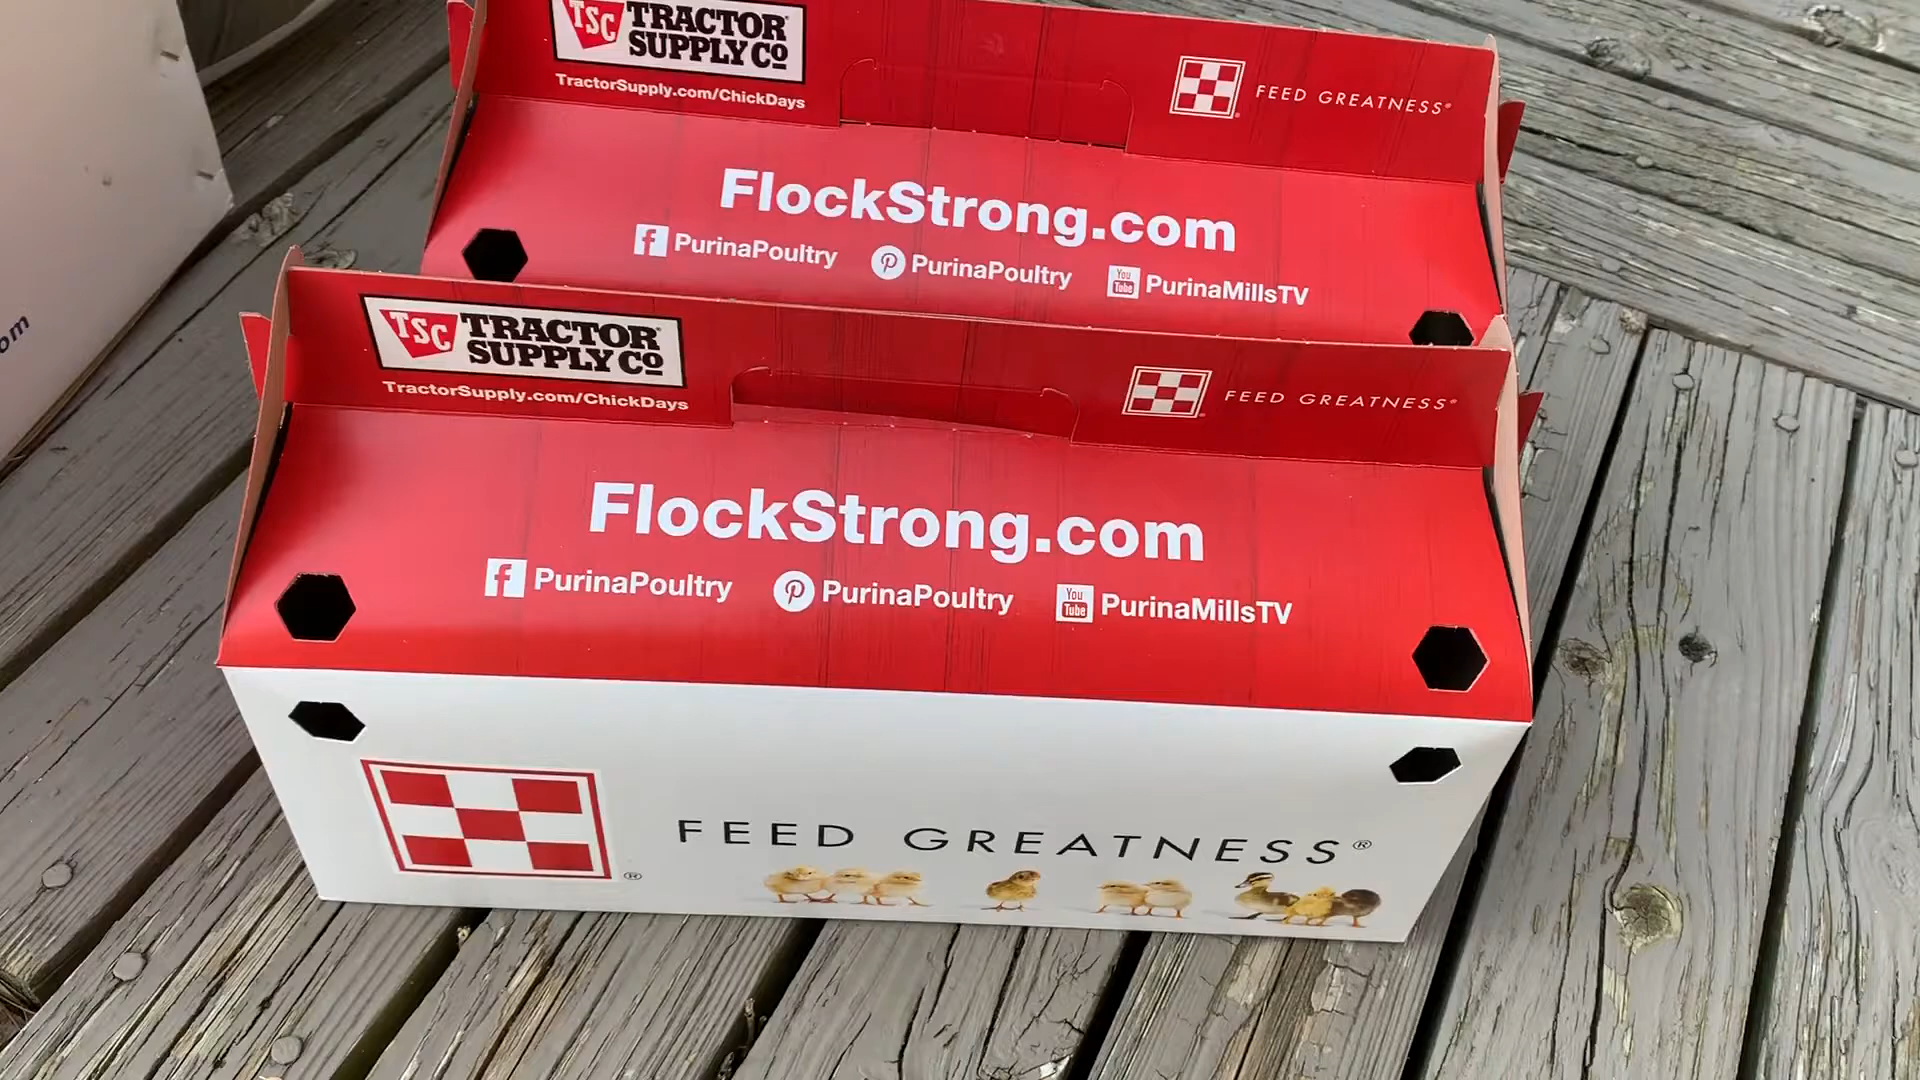 TSC TRACTOR
SUPPLY CO
TractorSupply.com/ChickDays
FEED GREATNESS®
FlockStrong.com
f PurinaPoultry
PurinaPoultry
You Tube PurinaMillsTV
TSC TRACTOR
SUPPLY CO
TractorSupply.com/ChickDays
FEED GREATNESS®
FlockStrong.com
f PurinaPoultry
PurinaPoultry
You Tube PurinaMillsTV
FEED GREATNESS®
®
om